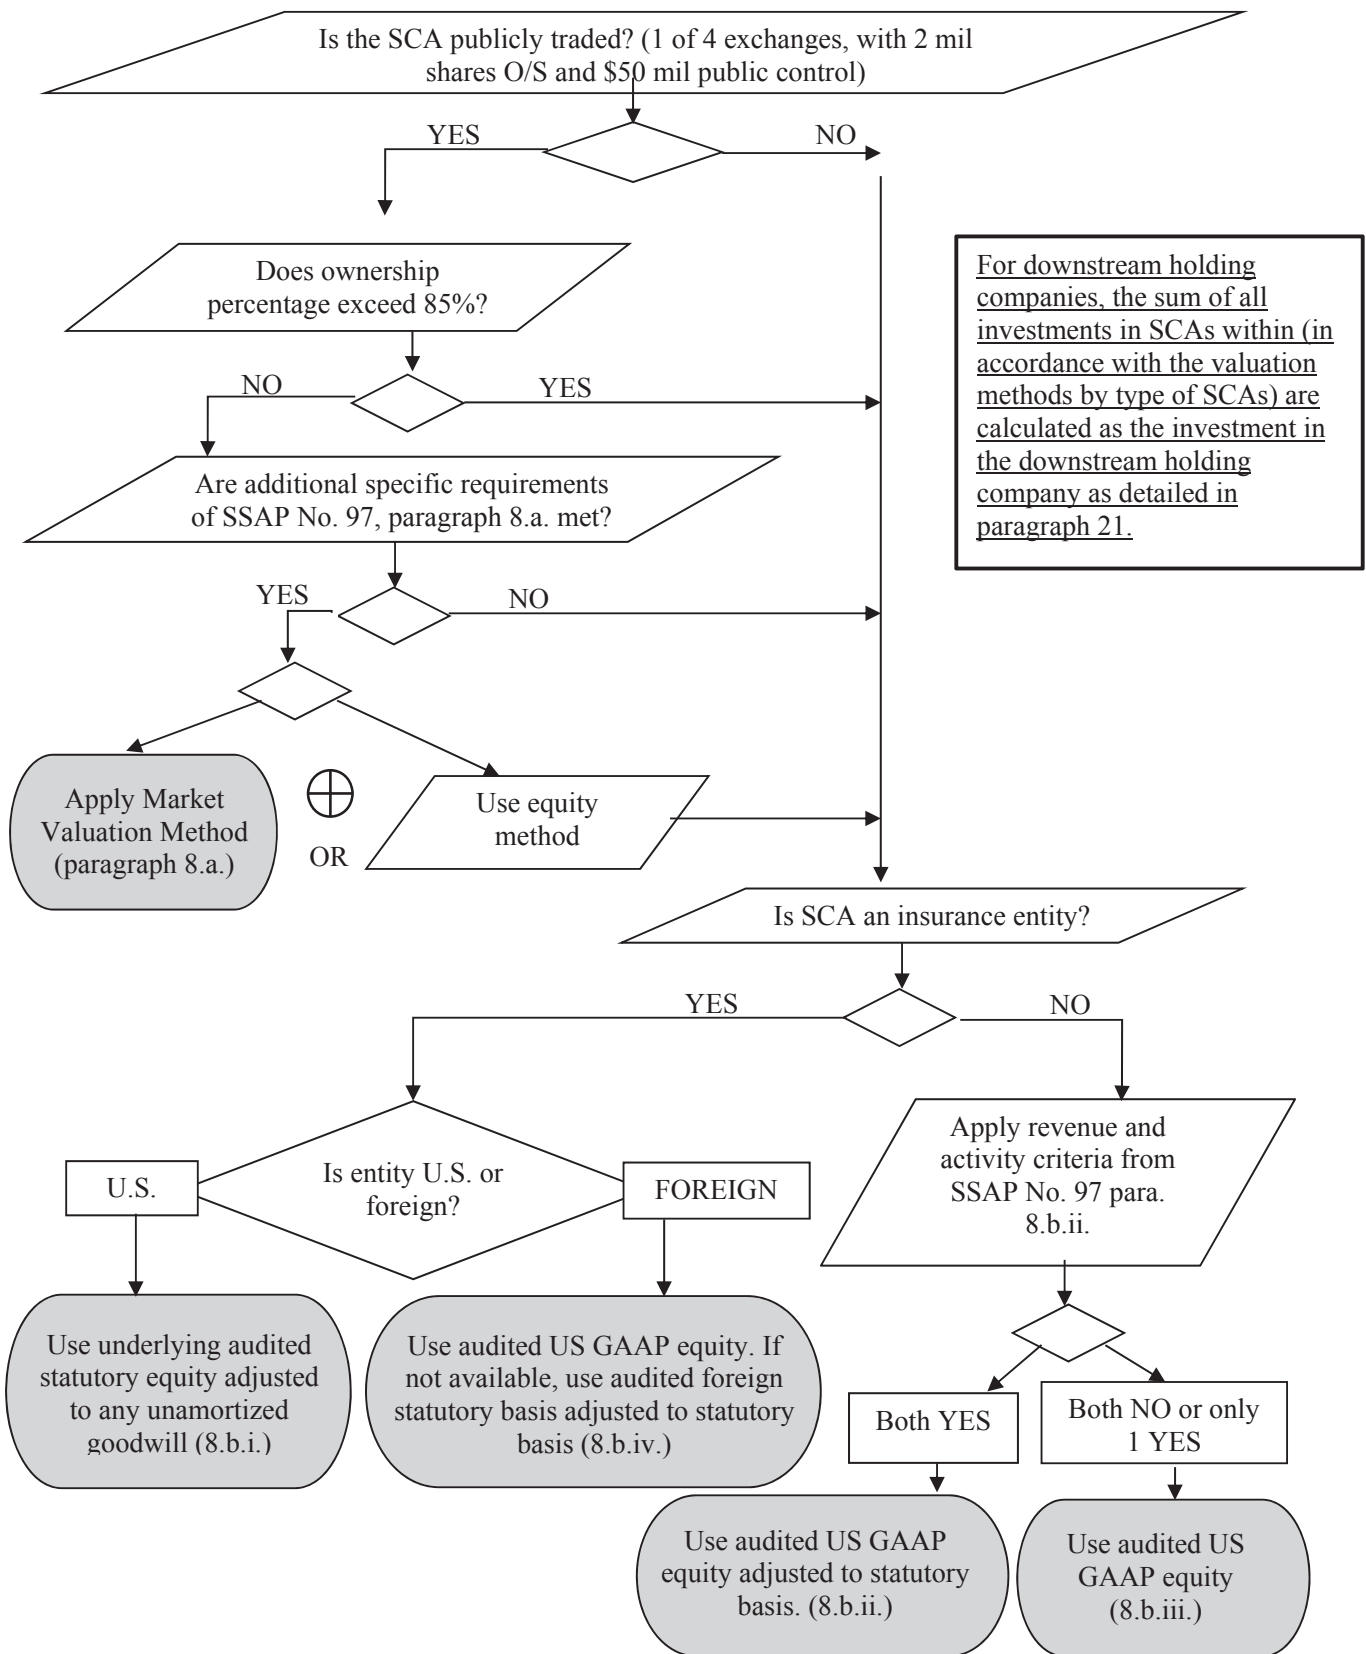 Is the SCA publicly traded? (1 of 4 exchanges, with 2 mil
shares O/S and $50 mil public control)
YES
NO
Does ownership
percentage exceed 85%?
For downstream holding
companies, the sum of all
investments in SCAs within (in
accordance with the valuation
methods by type of SCAs) are
calculated as the investment in
the downstream holding
company as detailed in
paragraph 21.
NO
YES
Are additional specific requirements
of SSAP No. 97, paragraph 8.a. met?
YES
NO
Apply Market
Valuation Method
(paragraph 8.a.)
OR
Use equity
method
Is SCA an insurance entity?
YES
NO
U.S.
Is entity U.S. or
foreign?
FOREIGN
Apply revenue and
activity criteria from
SSAP No. 97 para.
8.b.ii.
Use underlying audited
statutory equity adjusted
to any unamortized
goodwill (8.b.i.)
Use audited US GAAP equity. If
not available, use audited foreign
statutory basis adjusted to statutory
basis (8.b.iv.)
Both YES
Both NO or only
1 YES
Use audited US GAAP
equity adjusted to statutory
basis. (8.b.ii.)
Use audited US
GAAP equity
(8.b.iii.)